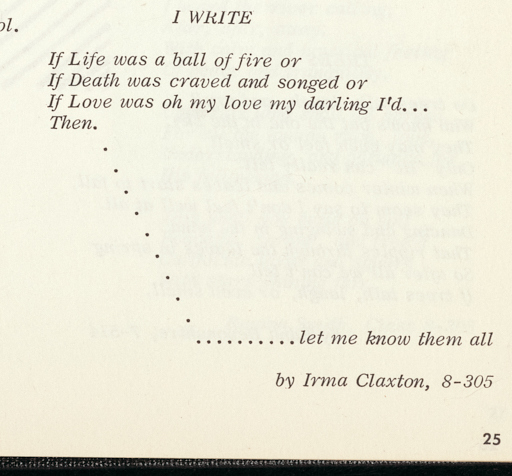 I WRITE
If Life was a ball of fire or
If Death was craved and songed or
If Love was oh my love my darling I'd...
Then.
.
.
.
.
.
.
.
.
.
..........let me know them all
by Irma Claxton, 8-305
25